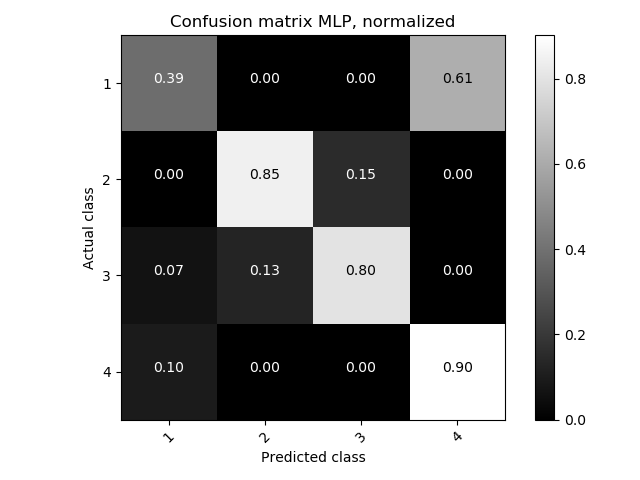 Confusion matrix MLP, normalized
1 0.39 0.00 0.00 0.61
2 0.00 0.85 0.15 0.00
3 0.07 0.13 0.80 0.00
4 0.10 0.00 0.00 0.90
1 2 3 4
Predicted class
Actual class
0.8
0.6
0.4
0.2
0.0